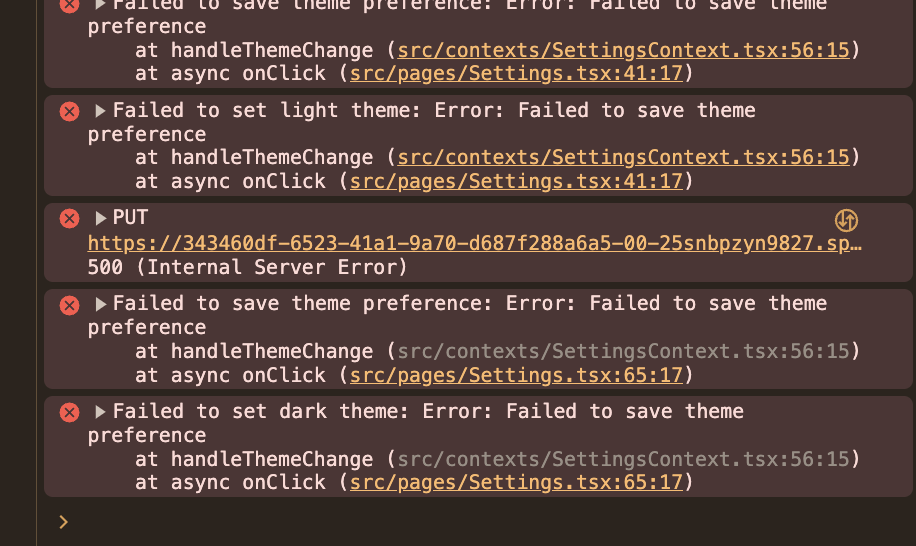 Failed to save theme preference: Error: Failed to save theme
preference
at handleThemeChange (src/contexts/SettingsContext.tsx:56:15)
at async onClick (src/pages/Settings.tsx:41:17)
Failed to set light theme: Error: Failed to save theme
preference
at handleThemeChange (src/contexts/SettingsContext.tsx:56:15)
at async onClick (src/pages/Settings.tsx:41:17)
PUT
https://343460df-6523-41a1-9a70-d687f288a6a5-00-25snbpzyn9827.sp…
500 (Internal Server Error)
Failed to save theme preference: Error: Failed to save theme
preference
at handleThemeChange (src/contexts/SettingsContext.tsx:56:15)
at async onClick (src/pages/Settings.tsx:65:17)
Failed to set dark theme: Error: Failed to save theme
preference
at handleThemeChange (src/contexts/SettingsContext.tsx:56:15)
at async onClick (src/pages/Settings.tsx:65:17)